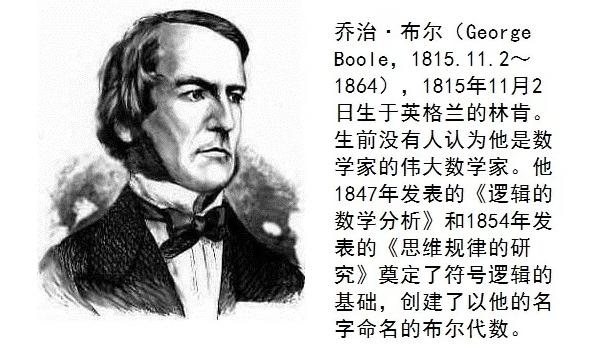 乔治·布尔（George
Boole，1815.11.2～
1864），1815年11月2
日生于英格兰的林肯。
生前没有人认为他是数
学家的伟大数学家。他
1847年发表的《逻辑的
数学分析》和1854年发
表的《思维规律的研
究》奠定了符号逻辑的
基础，创建了以他的名
字命名的布尔代数。